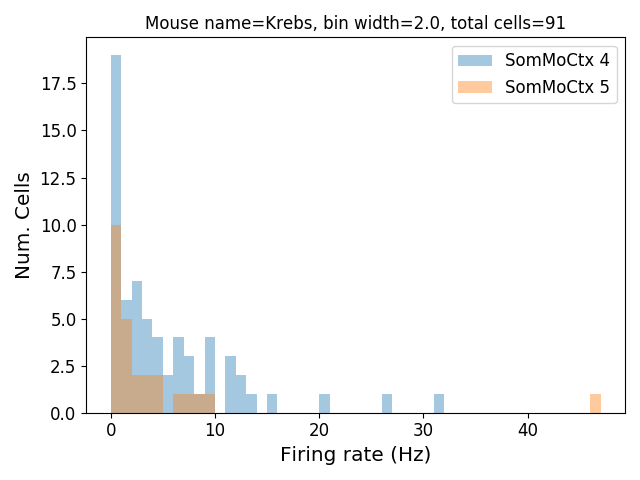 Mouse name=Krebs, bin width=2.0, total cells=91
SomMoCtx 4
SomMoCtx 5
17.5
15.0
12.5
10.0
7.5
5.0
2.5
0.0
Num. Cells
0 10 20 30 40
Firing rate (Hz)